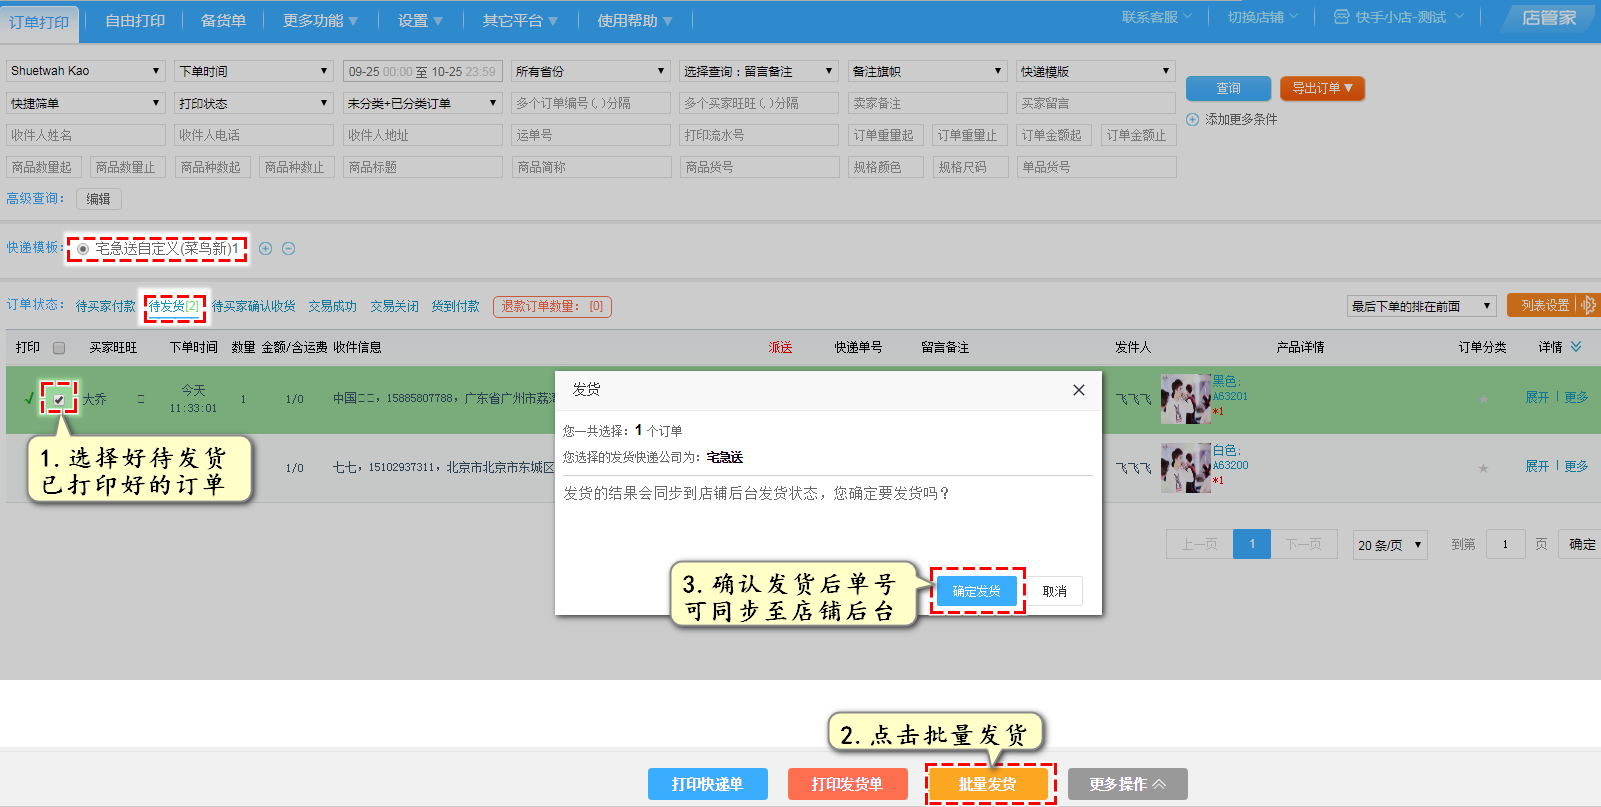 订单打印 自由打印 备货单 更多功能▼ 设置▼ 其它平台▼ 使用帮助▼ 联系客服 切换店铺 快手小店-测试 店管家
Shuetwah Kao▼ 下单时间▼ 09-25 00:00 至 10-25 23:59 所有省份▼ 选择查询：留言备注▼ 备注旗帜▼ 快递模版▼
查询 导出订单▼
快捷筛单▼ 打印状态▼ 未分类+已分类订单▼ 多个订单编号(,)分隔 多个买家旺旺(,)分隔 卖家备注 买家留言
添加更多条件
收件人姓名 收件人电话 收件人地址 运单号 打印流水号 订单重量起 订单重量止 订单金额起 订单金额止
商品数量起 商品数量止 商品种数起 商品种数止 商品标题 商品简称 商品货号 规格颜色 规格尺码 单品货号
高级查询： 编辑
快递模板： 宅急送自定义(菜鸟新)1
订单状态： 待买家付款 待发货[2] 待买家确认收货 交易成功 交易关闭 货到付款 退款订单数量： [0] 最后下单的排在前面▼ 列表设置
打印 买家旺旺 下单时间 数量 金额/含运费 收件信息 派送 快递单号 留言备注 发件人 产品详情 订单分类 详情
√ 大乔 □ 今天
11:33:01
1 1/0 中国□□，15885807788，广东省广州市荔 飞飞飞
黑色;
A63201
*1
★ 展开 | 更多
1/0 七七，15102937311，北京市北京市东城区 飞飞飞
白色;
A63200
*1
★ 展开 | 更多
1.选择好待发货
已打印好的订单
发货
您一共选择：1 个订单
您选择的发货快递公司为：宅急送
发货的结果会同步到店铺后台发货状态，您确定要发货吗？
确定发货 取消
3.确认发货后单号
可同步至店铺后台
上一页 1 下一页 20 条/页▼ 到第 1 页 确定
2.点击批量发货
打印快递单 打印发货单 批量发货 更多操作